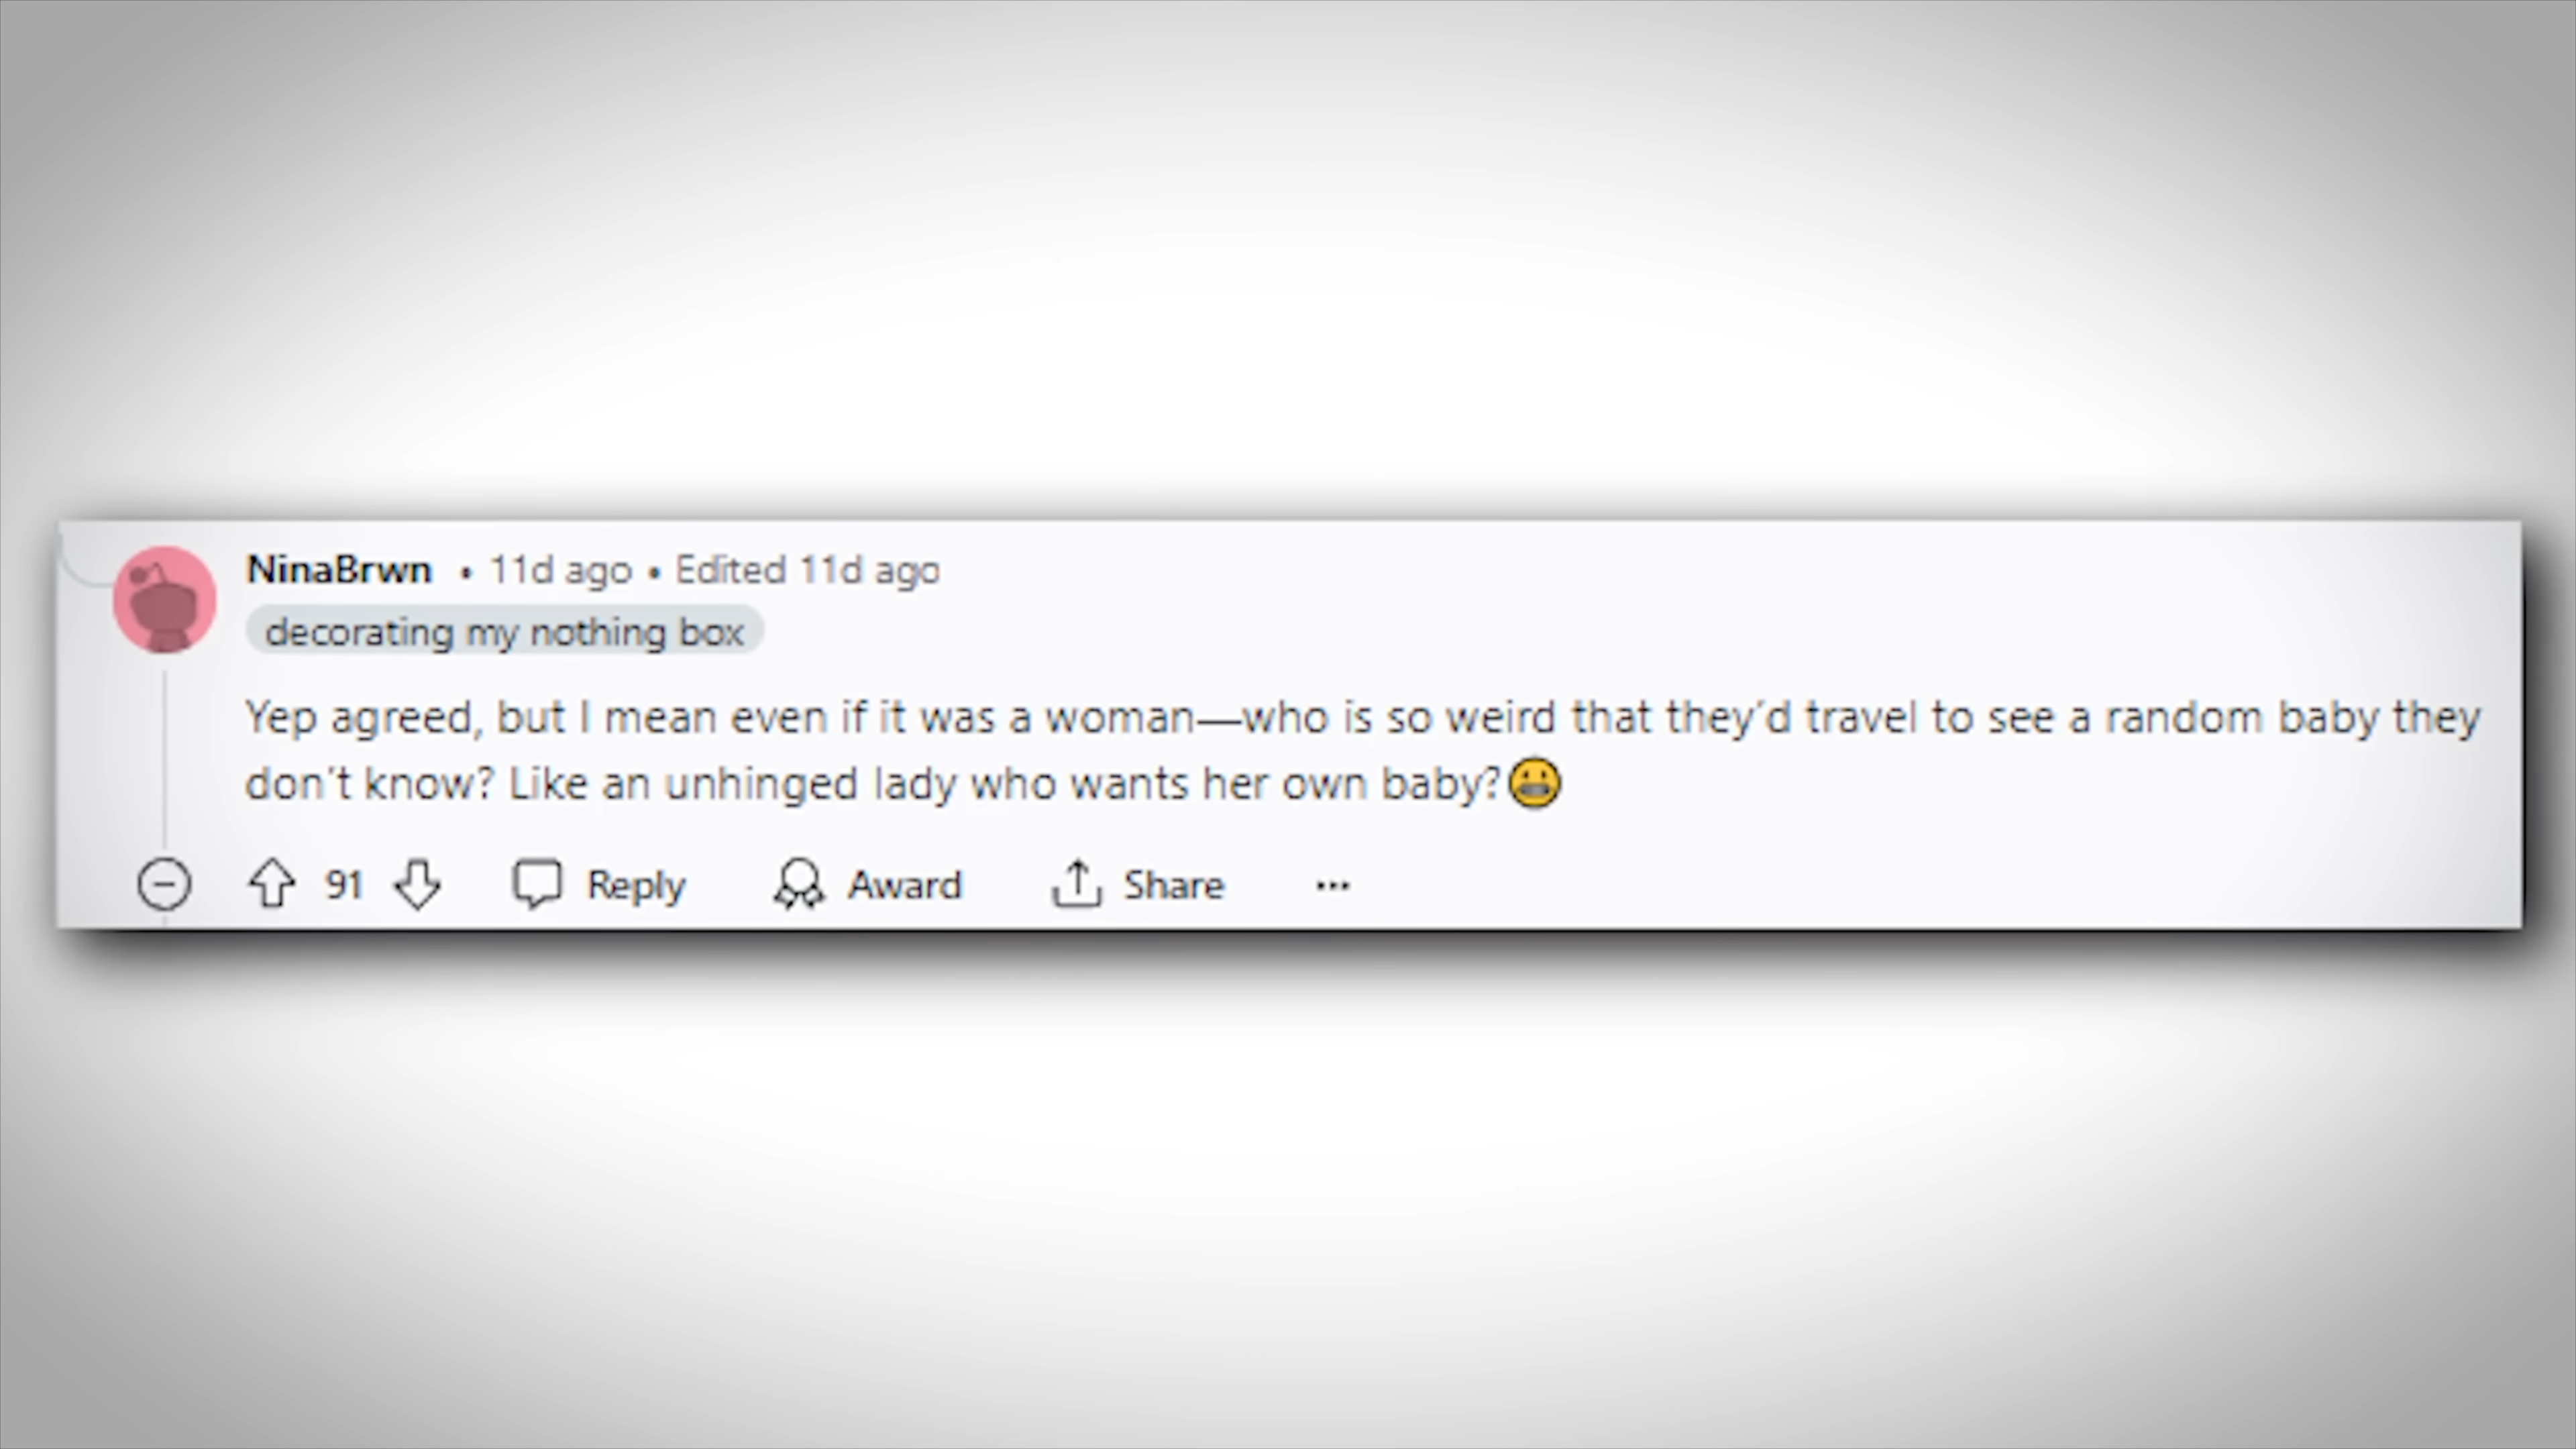 NinaBrwn • 11d ago • Edited 11d ago
decorating my nothing box
Yep agreed, but I mean even if it was a woman—who is so weird that they'd travel to see a random baby they
don't know? Like an unhinged lady who wants her own baby?😬
91 Reply Award Share ...